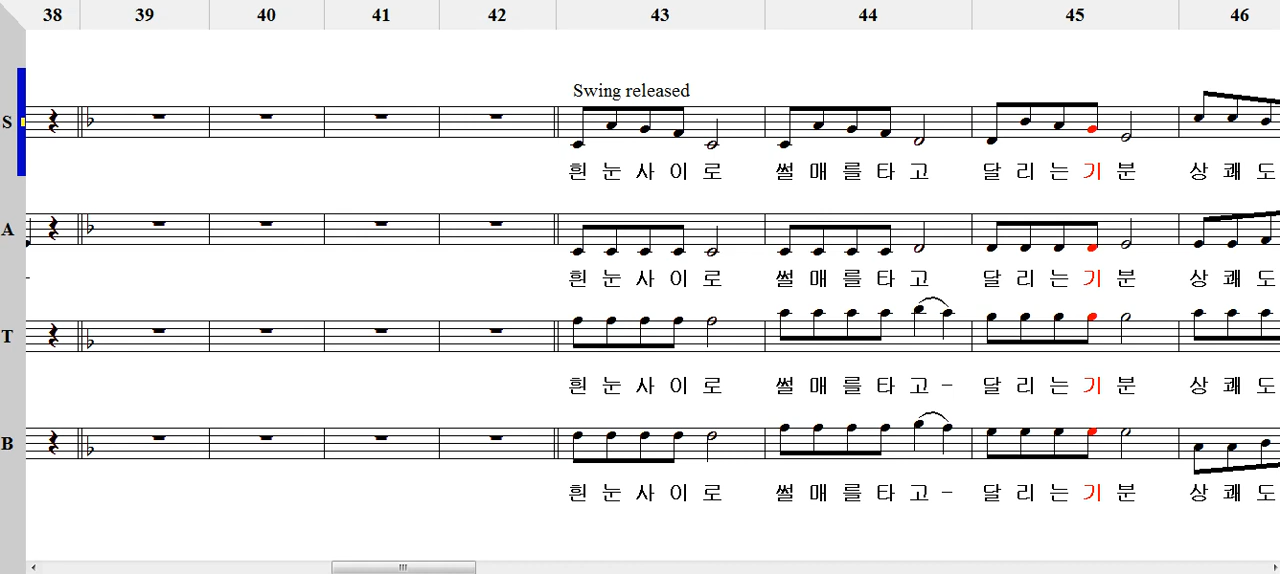 38 39 40 41 42 43 44 45 46
Swing released
S
흰 눈 사 이 로 썰 매 를 타 고 달 리 는 기 분 상 쾌 도
A
- 흰 눈 사 이 로 썰 매 를 타 고 달 리 는 기 분 상 쾌 도
T
흰 눈 사 이 로 썰 매 를 타 고 - 달 리 는 기 분 상 쾌 도
B
흰 눈 사 이 로 썰 매 를 타 고 - 달 리 는 기 분 상 쾌 도